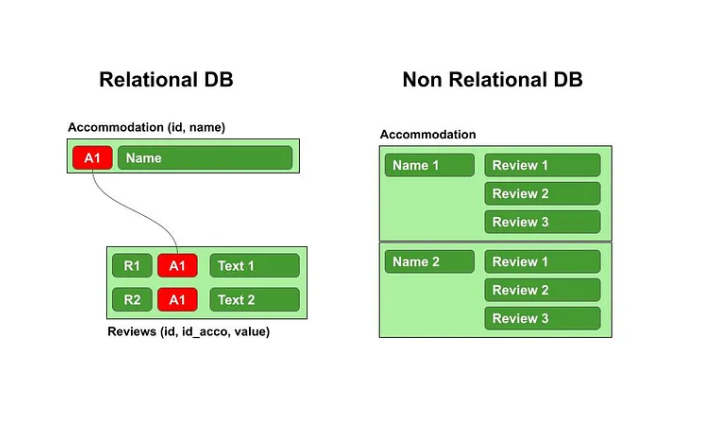 Relational DB
Accommodation (id, name)
A1 Name
R1 A1 Text 1
R2 A1 Text 2
Reviews (id, id_acco, value)
Non Relational DB
Accommodation
Name 1 Review 1
Review 2
Review 3
Name 2 Review 1
Review 2
Review 3